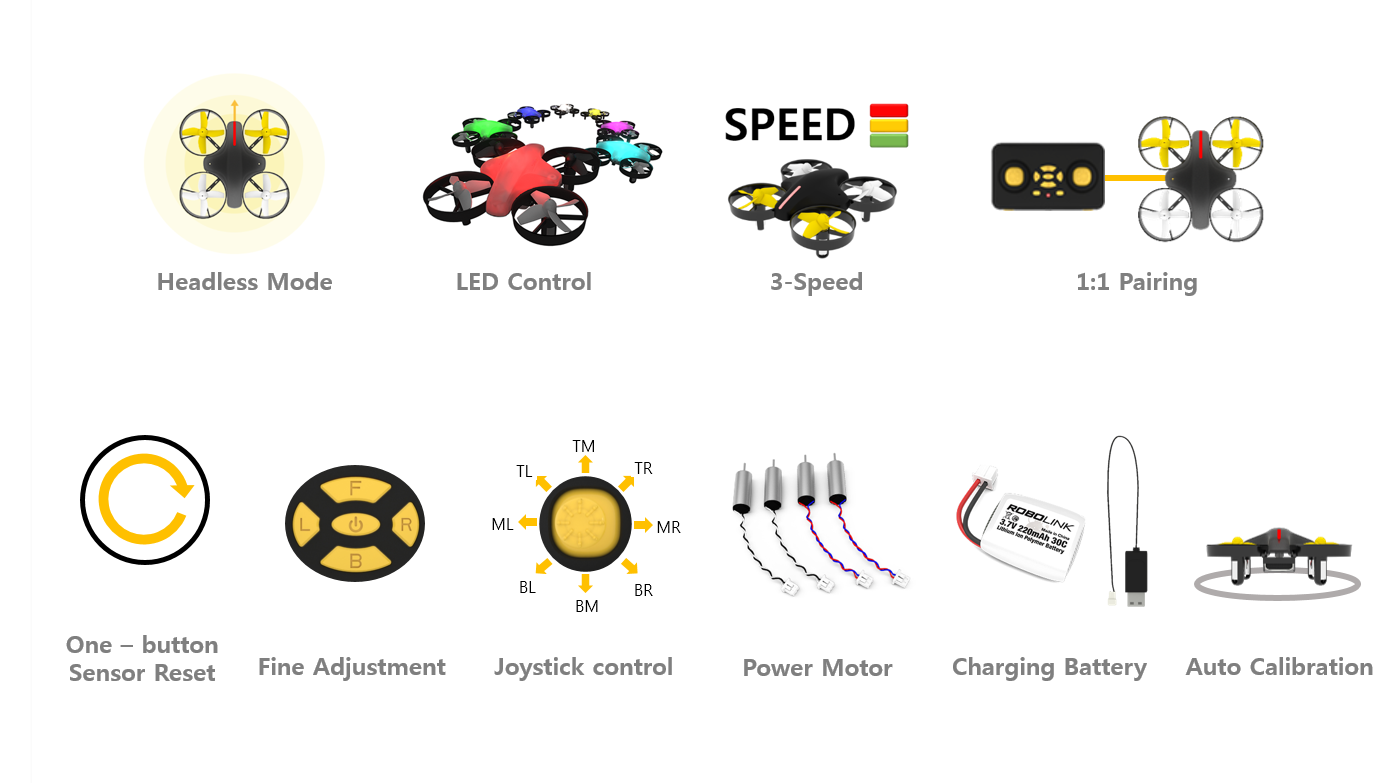 SPEED
Headless Mode
LED Control
3-Speed
1:1 Pairing
TM
TL
TR
ML
MR
BL
BR
BM
F
L
R
B
ROBOLINK
Made in Korea
3.7V 220mAh 30C
Lithium Ion Polymer Battery
One – button
Sensor Reset
Fine Adjustment
Joystick control
Power Motor
Charging Battery
Auto Calibration